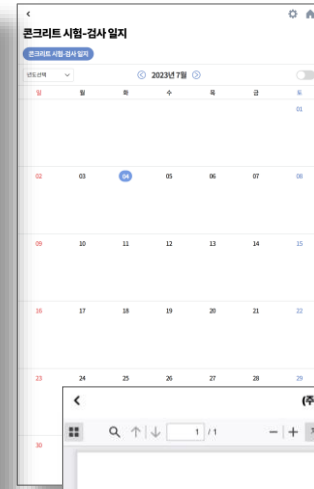 콘크리트 시험-검사 일지
콘크리트 시험-검사 일지
년도선택 2023년 7월
일 월 화 수 목 금 토
01
02 03 04 05 06 07 08
09 10 11 12 13 14 15
16 17 18 19 20 21 22
23 24 25 26 27 28 29
30
(주
1 / 1